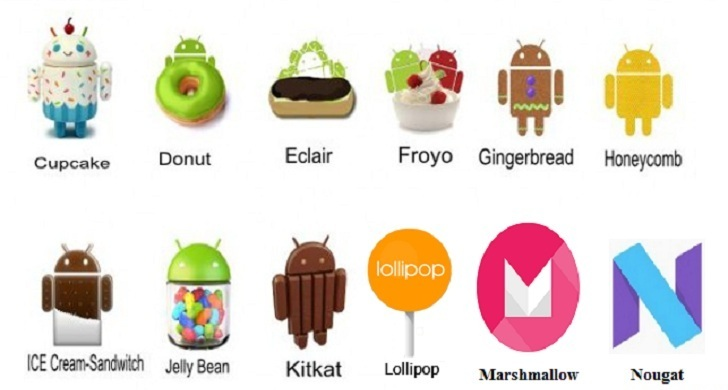 Cupcake
Donut
Eclair
Froyo
Gingerbread
Honeycomb
lollipop
ICE Cream-Sandwitch
Jelly Bean
Kitkat
Lollipop
Marshmallow
Nougat